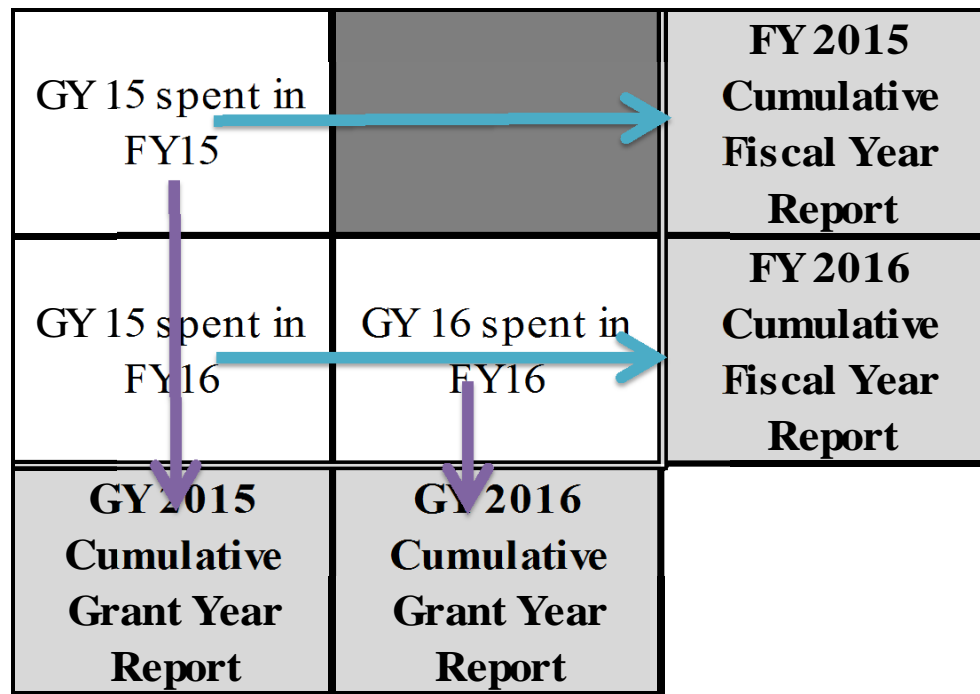 GY 15 spent in
FY15
FY 2015
Cumulative
Fiscal Year
Report
GY 15 spent in
FY16
GY 16 spent in
FY16
FY 2016
Cumulative
Fiscal Year
Report
GY 2015
Cumulative
Grant Year
Report
GY 2016
Cumulative
Grant Year
Report